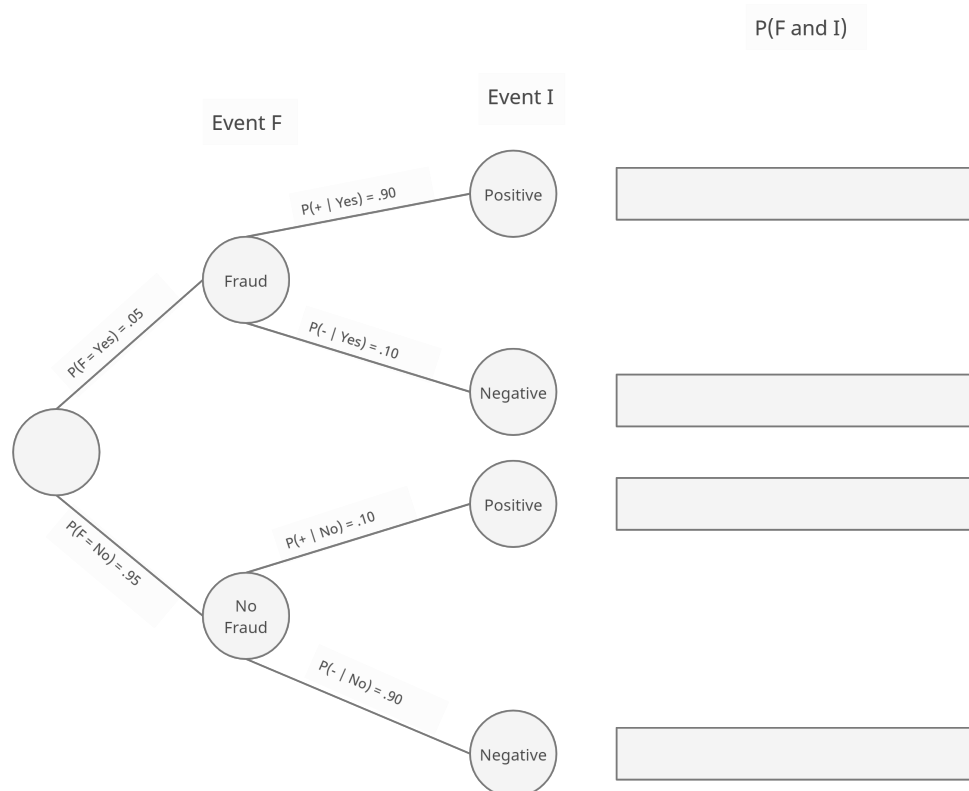 P(F and I)
Event I
Event F
P(+ | Yes) = .90
Positive
Fraud
P(F = Yes) = .05
P(- | Yes) = .10
Negative
P(+ | No) = .10
Positive
P(F = No) = .95
No
Fraud
P(- | No) = .90
Negative